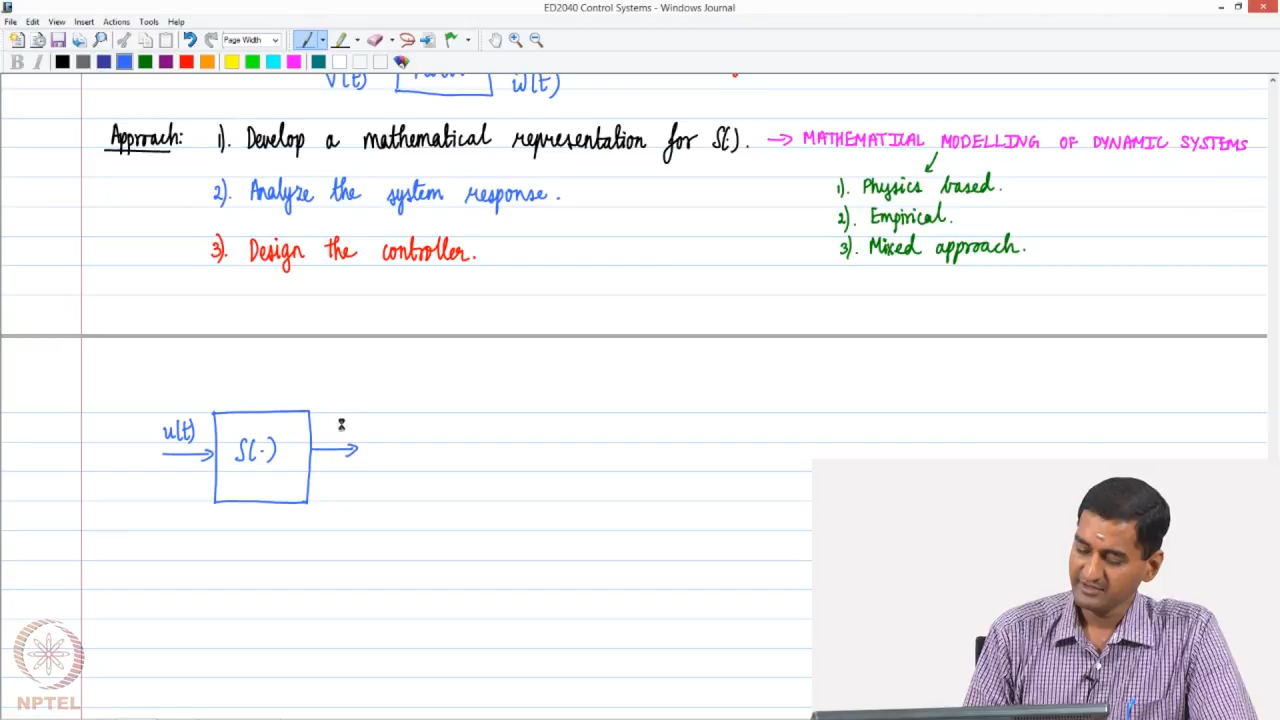 ED2040 Control Systems - Windows Journal
File Edit View Insert Actions Tools Help
Page Width
B I
V(t) ω(t)
Approach: 1). Develop a mathematical representation for S(·). → MATHEMATICAL MODELLING OF DYNAMIC SYSTEMS
1). Physics based.
2). Analyze the system response.
2). Empirical.
3). Design the controller.
3). Mixed approach.
u(t)
S(·)
NPTEL